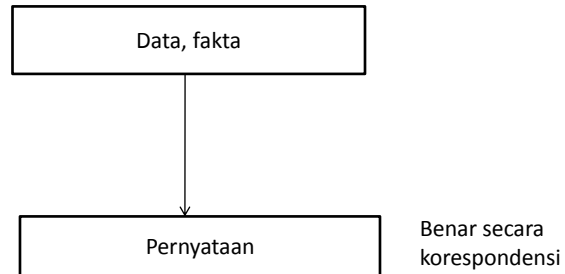 Data, fakta
Pernyataan
Benar secara
korespondensi